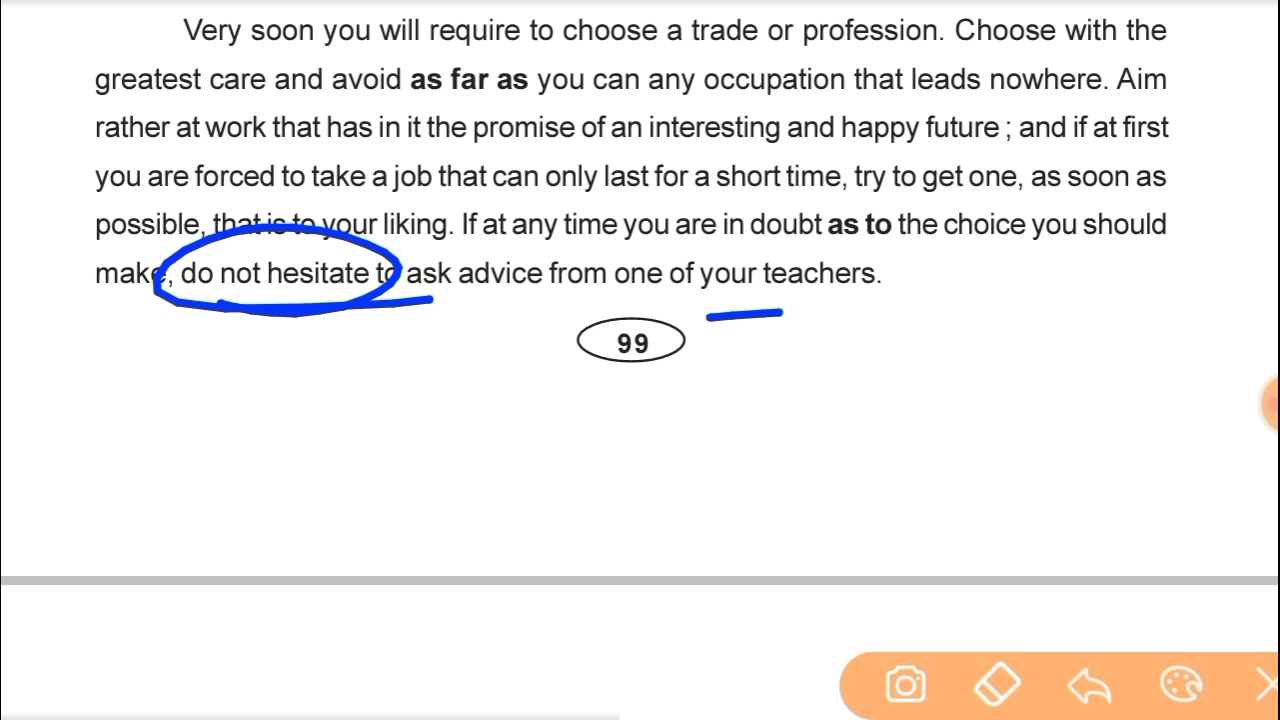 Very soon you will require to choose a trade or profession. Choose with the
greatest care and avoid as far as you can any occupation that leads nowhere. Aim
rather at work that has in it the promise of an interesting and happy future ; and if at first
you are forced to take a job that can only last for a short time, try to get one, as soon as
possible, that is to your liking. If at any time you are in doubt as to the choice you should
make, do not hesitate to ask advice from one of your teachers.
99